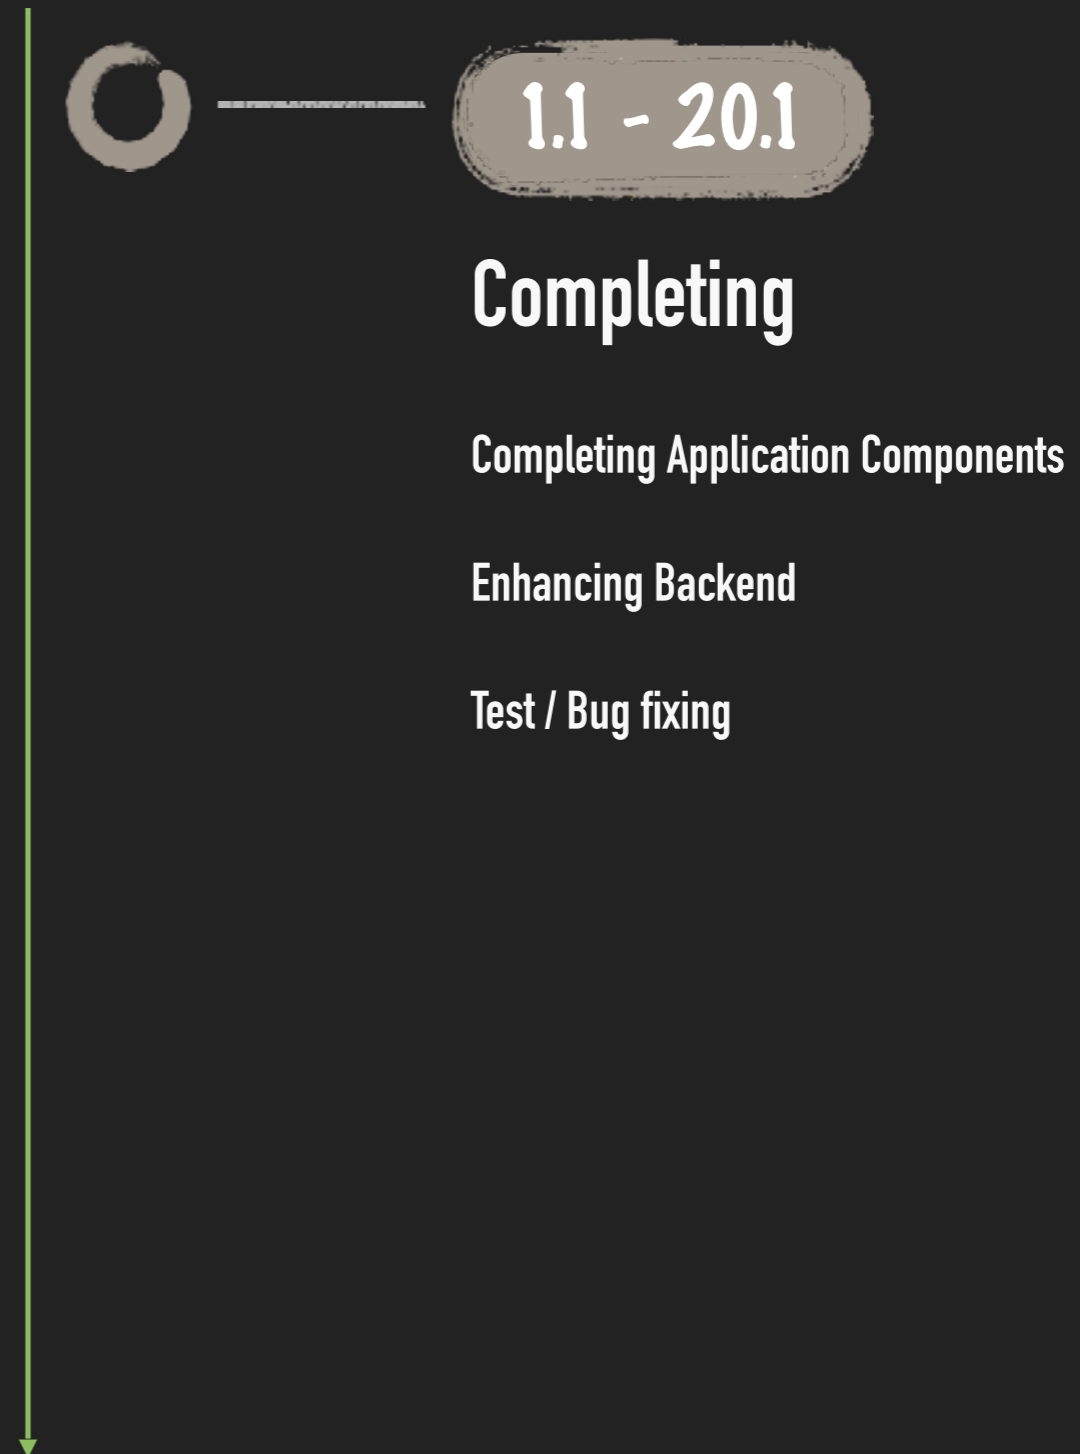 1.1 - 20.1
Completing
Completing Application Components
Enhancing Backend
Test / Bug fixing